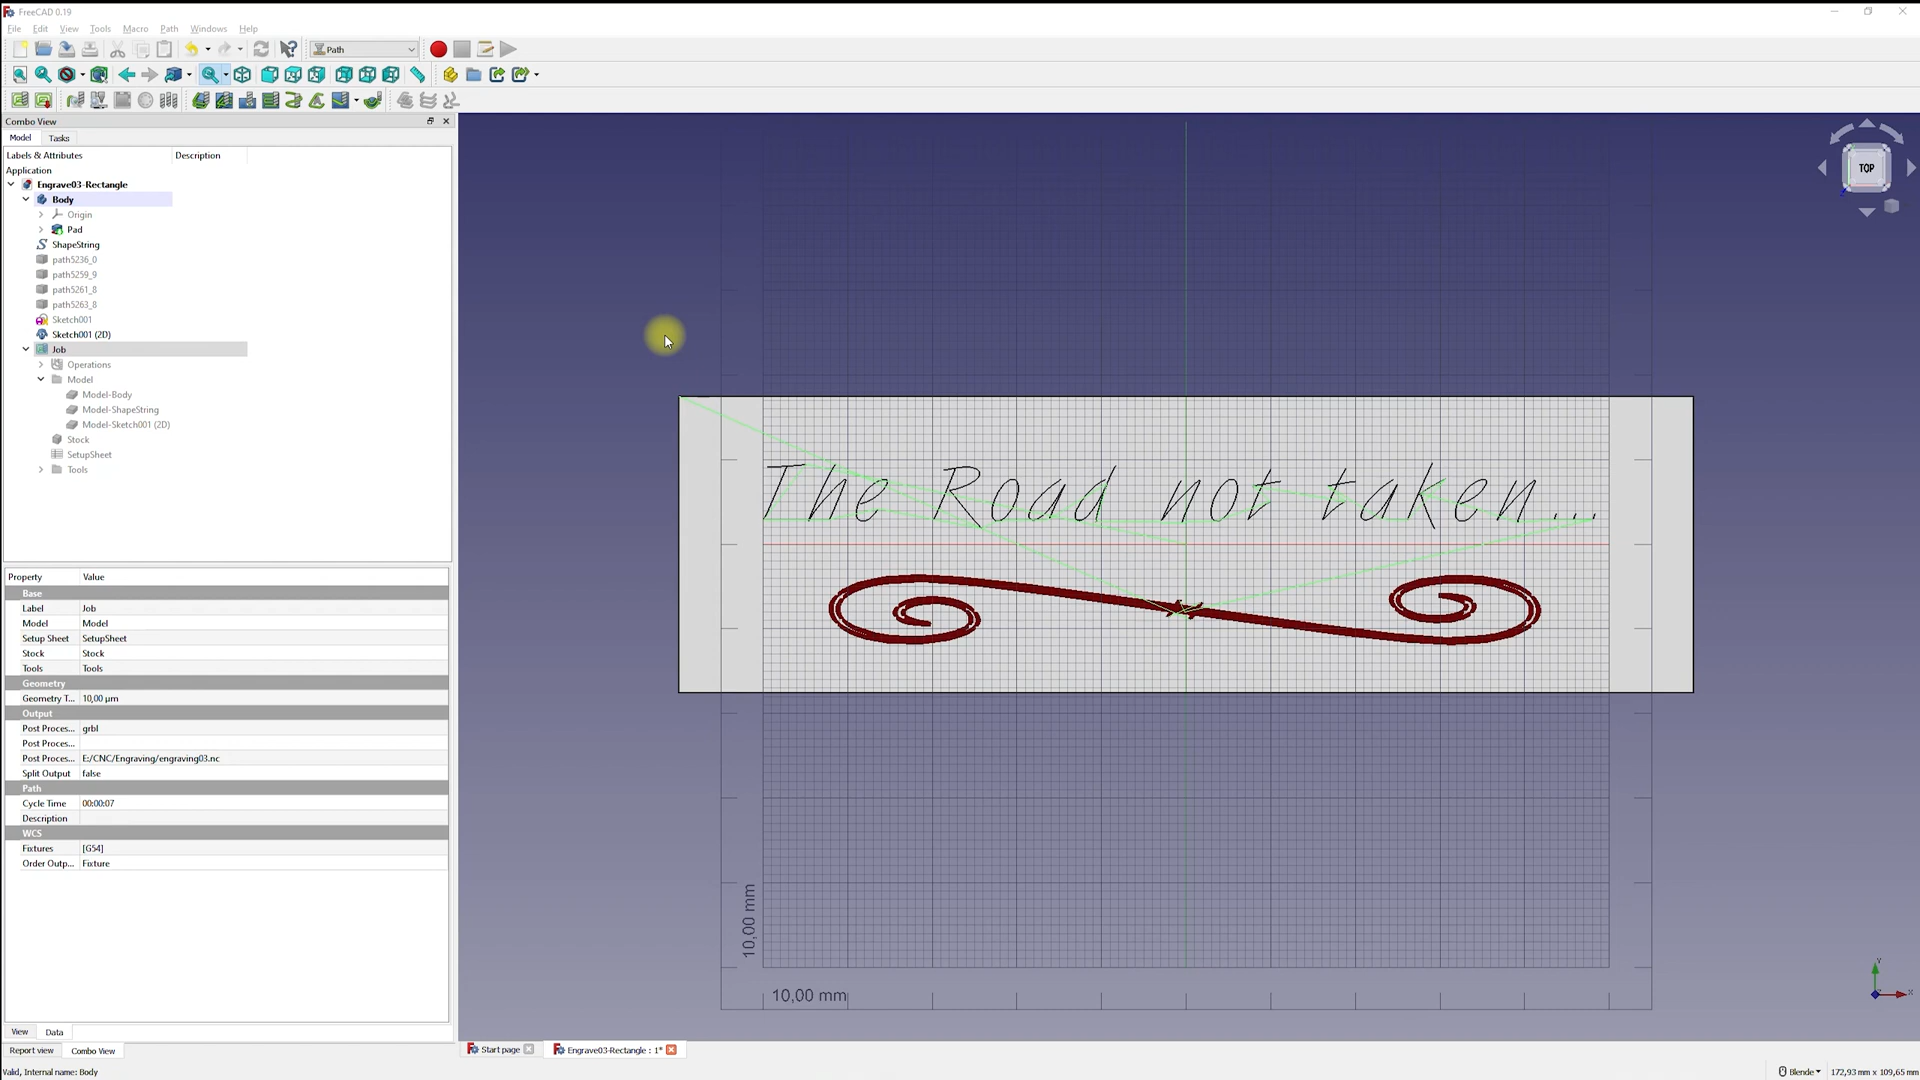 FreeCAD 0.19
File Edit View Tools Macro Path Windows Help
Path
Combo View
Model Tasks
Labels & Attributes Description
Application
Engrave03-Rectangle
Body
Origin
Pad
ShapeString
path5236_0
path5259_9
path5261_8
path5263_8
Sketch001
Sketch001 (2D)
Job
Operations
Model
Model-Body
Model-ShapeString
Model-Sketch001 (2D)
Stock
SetupSheet
Tools
Property Value
Base
Label Job
Model Model
Setup Sheet SetupSheet
Stock Stock
Tools Tools
Geometry
Geometry T... 10,00 µm
Output
Post Proces... grbl
Post Proces...
Post Proces... E:/CNC/Engraving/engraving03.nc
Split Output false
Path
Cycle Time 00:00:07
Description
WCS
Fixtures [G54]
Order Outp... Fixture
View Data
Report view Combo View
Valid, Internal name: Body
TOP
The Road not taken...
10,00 mm
10,00 mm
Y
X
Start page Engrave03-Rectangle : 1*
Blende 172,93 mm x 109,65 mm